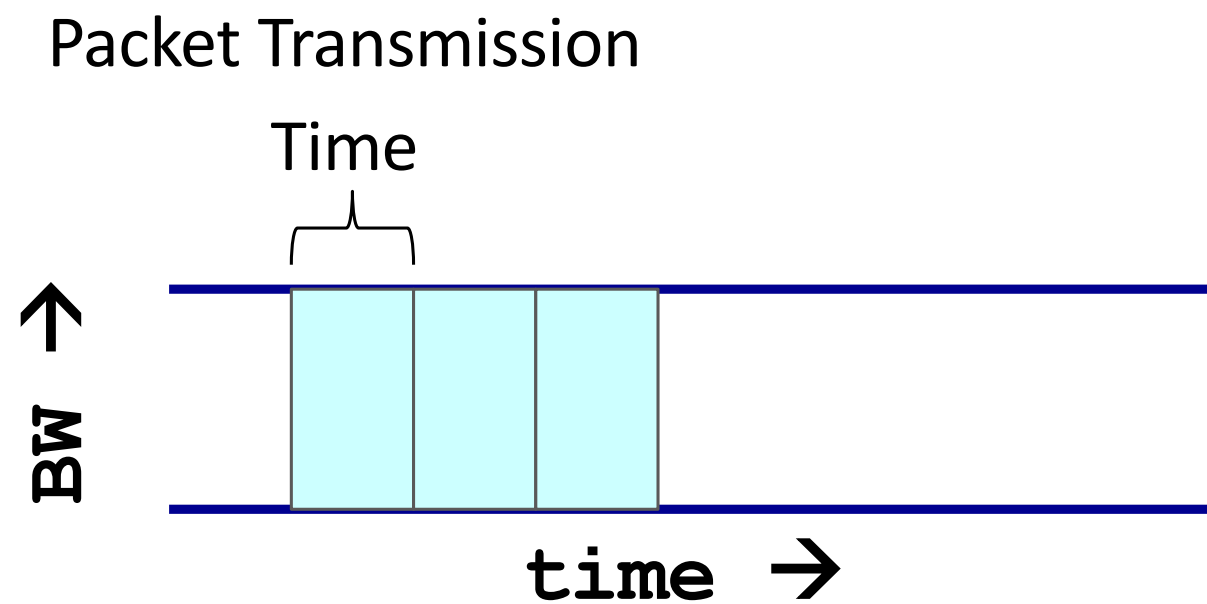 Packet Transmission
Time
BW →
time →